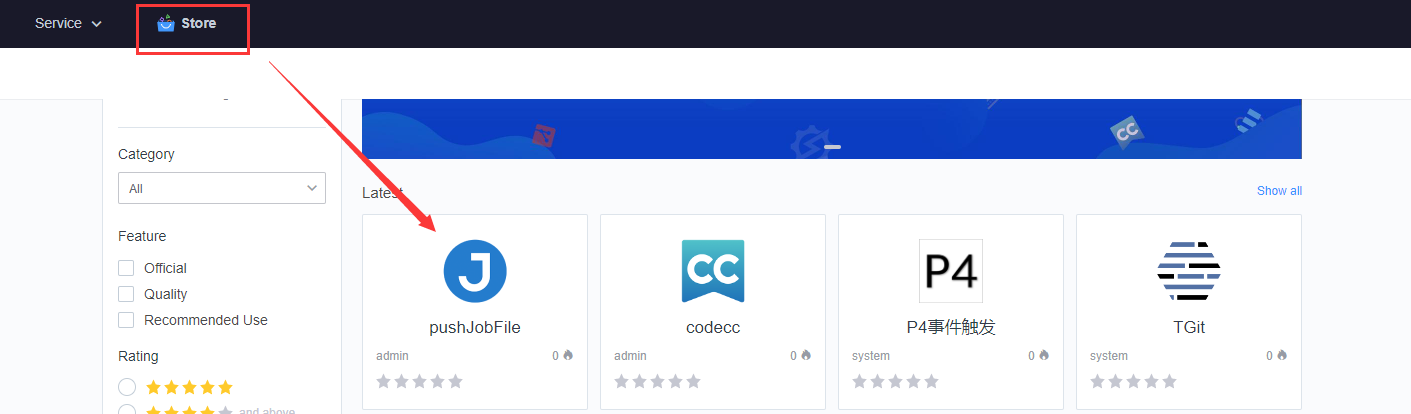 Service
Store
Category
All
Feature
Official
Quality
Recommended Use
Rating
and above
CC
Latest
Show all
J
pushJobFile
admin 0
CC
codecc
admin 0
P4
P4事件触发
system 0
TGit
system 0